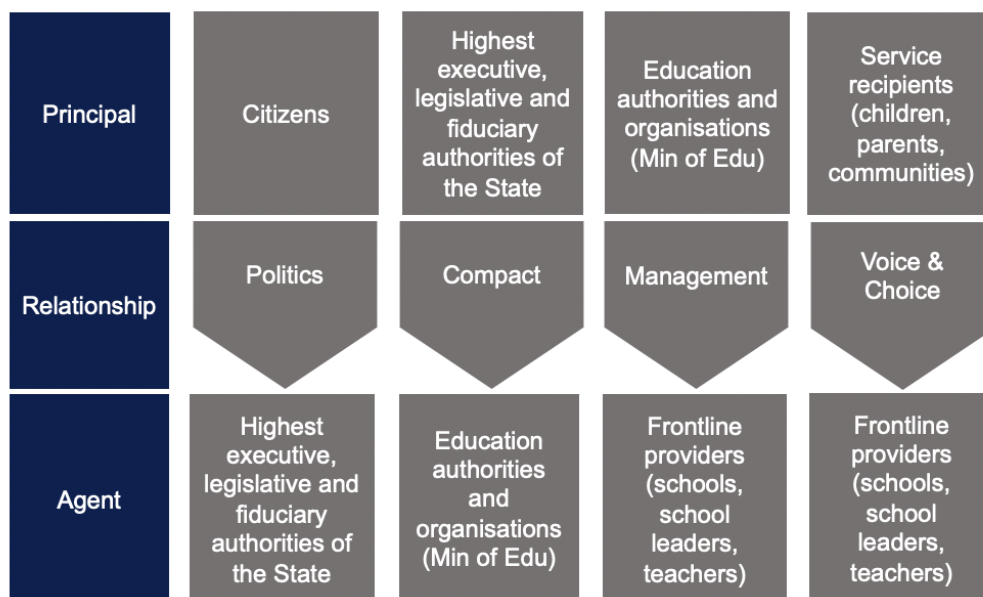 Principal
Citizens
Highest
executive,
legislative and
fiduciary
authorities of
the State
Education
authorities and
organisations
(Min of Edu)
Service
recipients
(children,
parents,
communities)
Relationship
Politics
Compact
Management
Voice &
Choice
Agent
Highest
executive,
legislative and
fiduciary
authorities of
the State
Education
authorities
and
organisations
(Min of Edu)
Frontline
providers
(schools,
school
leaders,
teachers)
Frontline
providers
(schools,
school
leaders,
teachers)